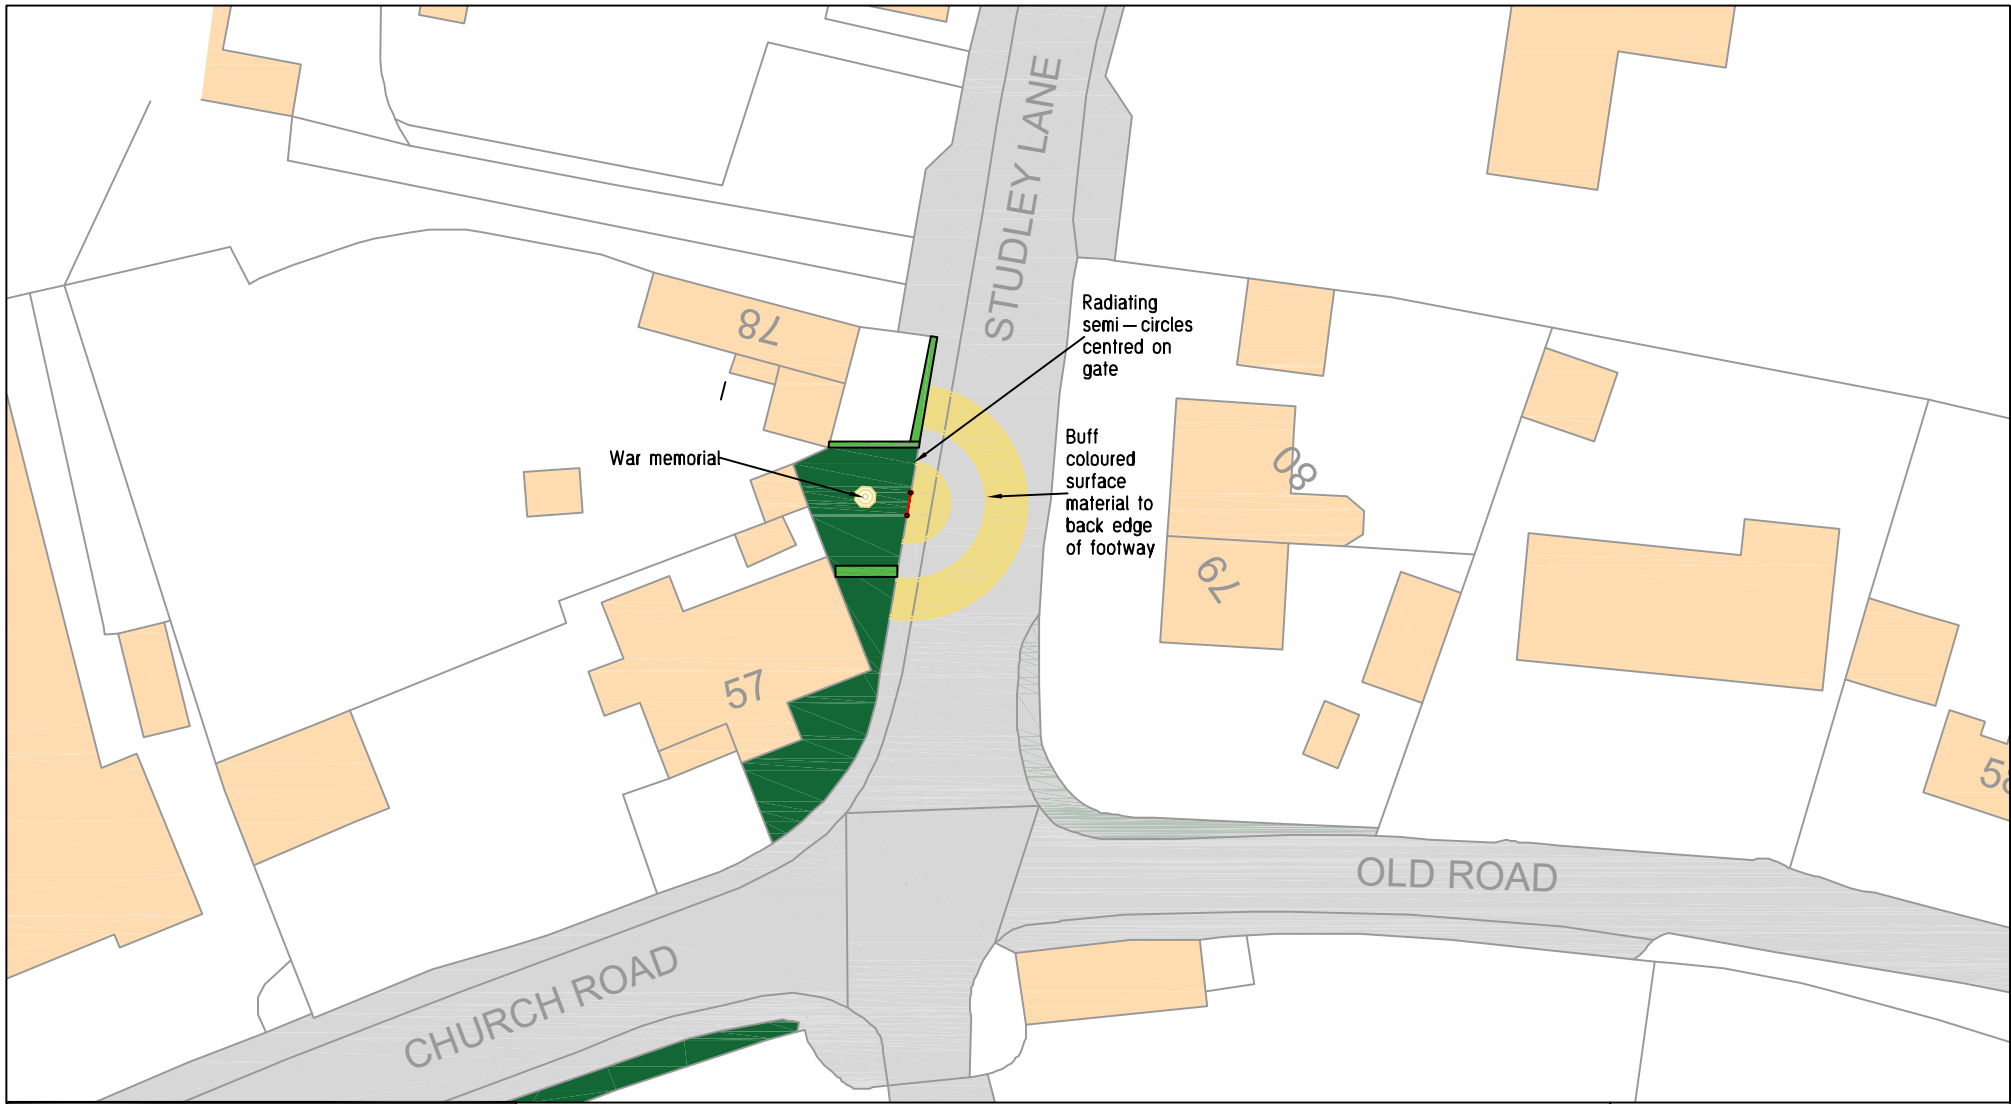 STUDLEY LANE
Radiating
semi–circles
centred on
gate
78
War memorial
Buff
coloured
surface
material to
back edge
of footway
80
79
57
58
OLD ROAD
CHURCH ROAD